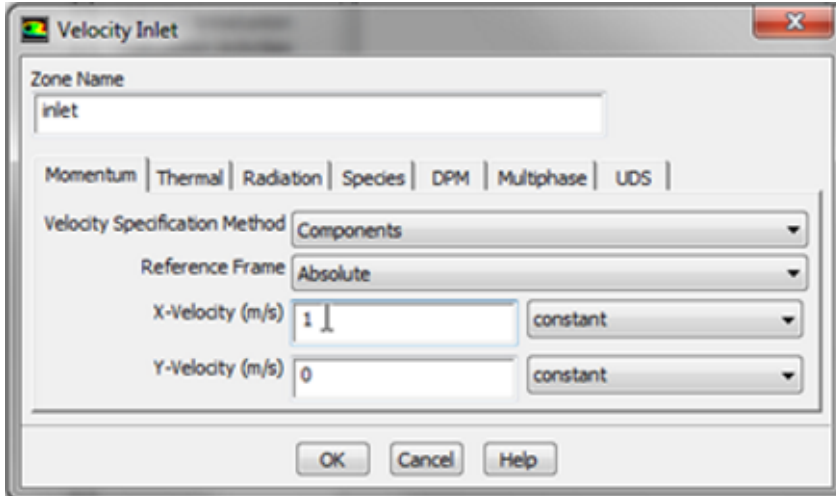 Velocity Inlet
Zone Name
inlet
Momentum Thermal Radiation Species DPM Multiphase UDS
Velocity Specification Method Components
Reference Frame Absolute
X-Velocity (m/s) 1 constant
Y-Velocity (m/s) 0 constant
OK Cancel Help